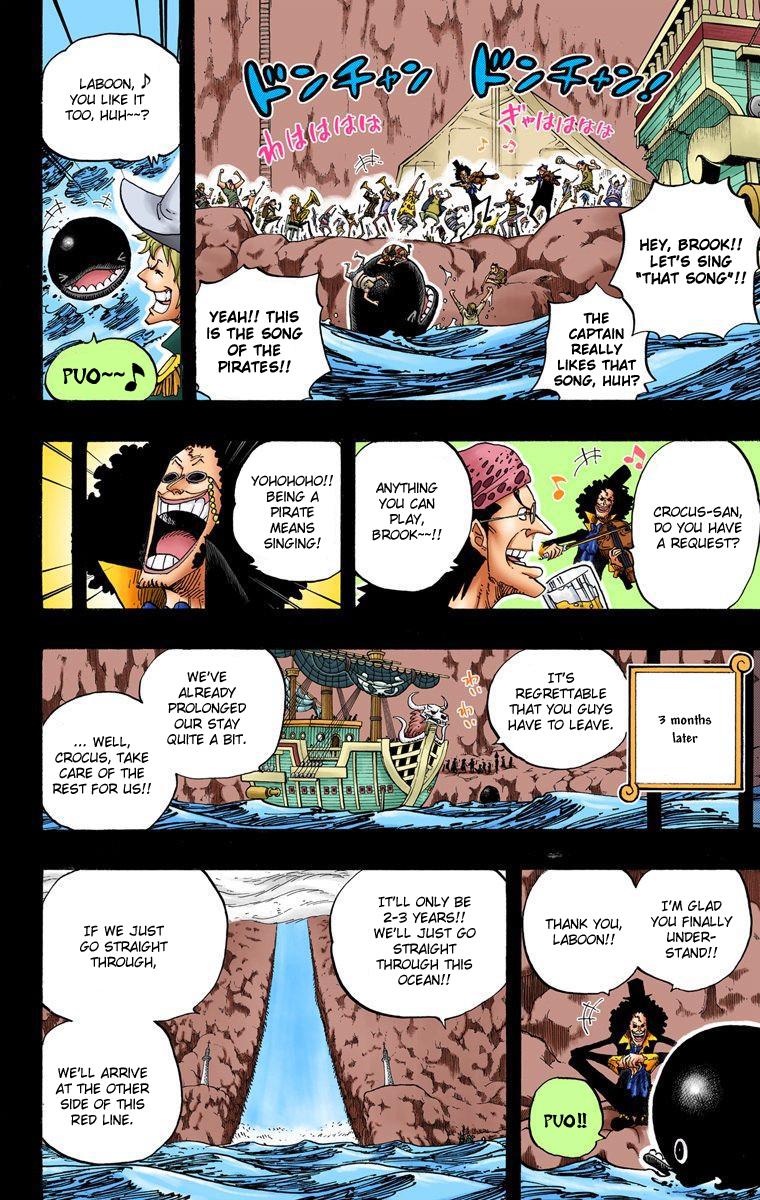 ドンチャン ドンチャン!
わはははは
ぎゃははははは
HEY, BROOK!!
LET'S SING
"THAT SONG"!!
THE
CAPTAIN
REALLY
LIKES THAT
SONG, HUH?
YEAH!! THIS
IS THE SONG
OF THE
PIRATES!!
LABOON, ♪
YOU LIKE IT
TOO, HUH~~?
PUO~~♪
CROCUS-SAN,
DO YOU HAVE
A REQUEST?
ANYTHING
YOU CAN
PLAY,
BROOK~~!!
YOHOHOHO!!
BEING A
PIRATE
MEANS
SINGING!
3 months
later
IT'S
REGRETTABLE
THAT YOU GUYS
HAVE TO LEAVE.
わい
わい
WE'VE
ALREADY
PROLONGED
OUR STAY
QUITE A BIT.
... WELL,
CROCUS, TAKE
CARE OF THE
REST FOR US!!
I'M GLAD
YOU FINALLY
UNDER-
STAND!!
THANK YOU,
LABOON!!
PUO!!
IT'LL ONLY BE
2-3 YEARS!!
WE'LL JUST GO
STRAIGHT
THROUGH THIS
OCEAN!!
IF WE JUST
GO STRAIGHT
THROUGH,
WE'LL ARRIVE
AT THE OTHER
SIDE OF THIS
RED LINE.